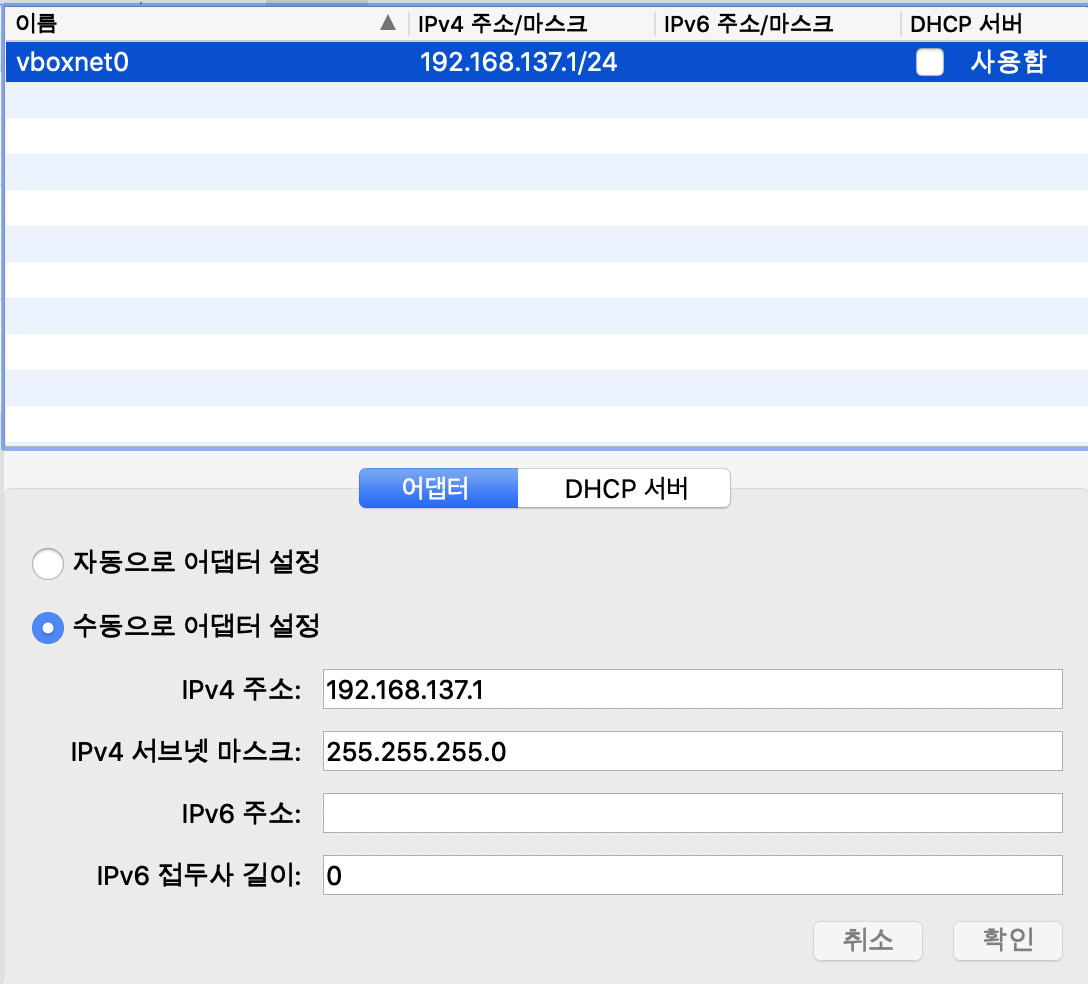 이름 IPv4 주소/마스크 IPv6 주소/마스크 DHCP 서버
vboxnet0 192.168.137.1/24 사용함
어댑터 DHCP 서버
자동으로 어댑터 설정
수동으로 어댑터 설정
IPv4 주소: 192.168.137.1
IPv4 서브넷 마스크: 255.255.255.0
IPv6 주소:
IPv6 접두사 길이: 0
취소 확인